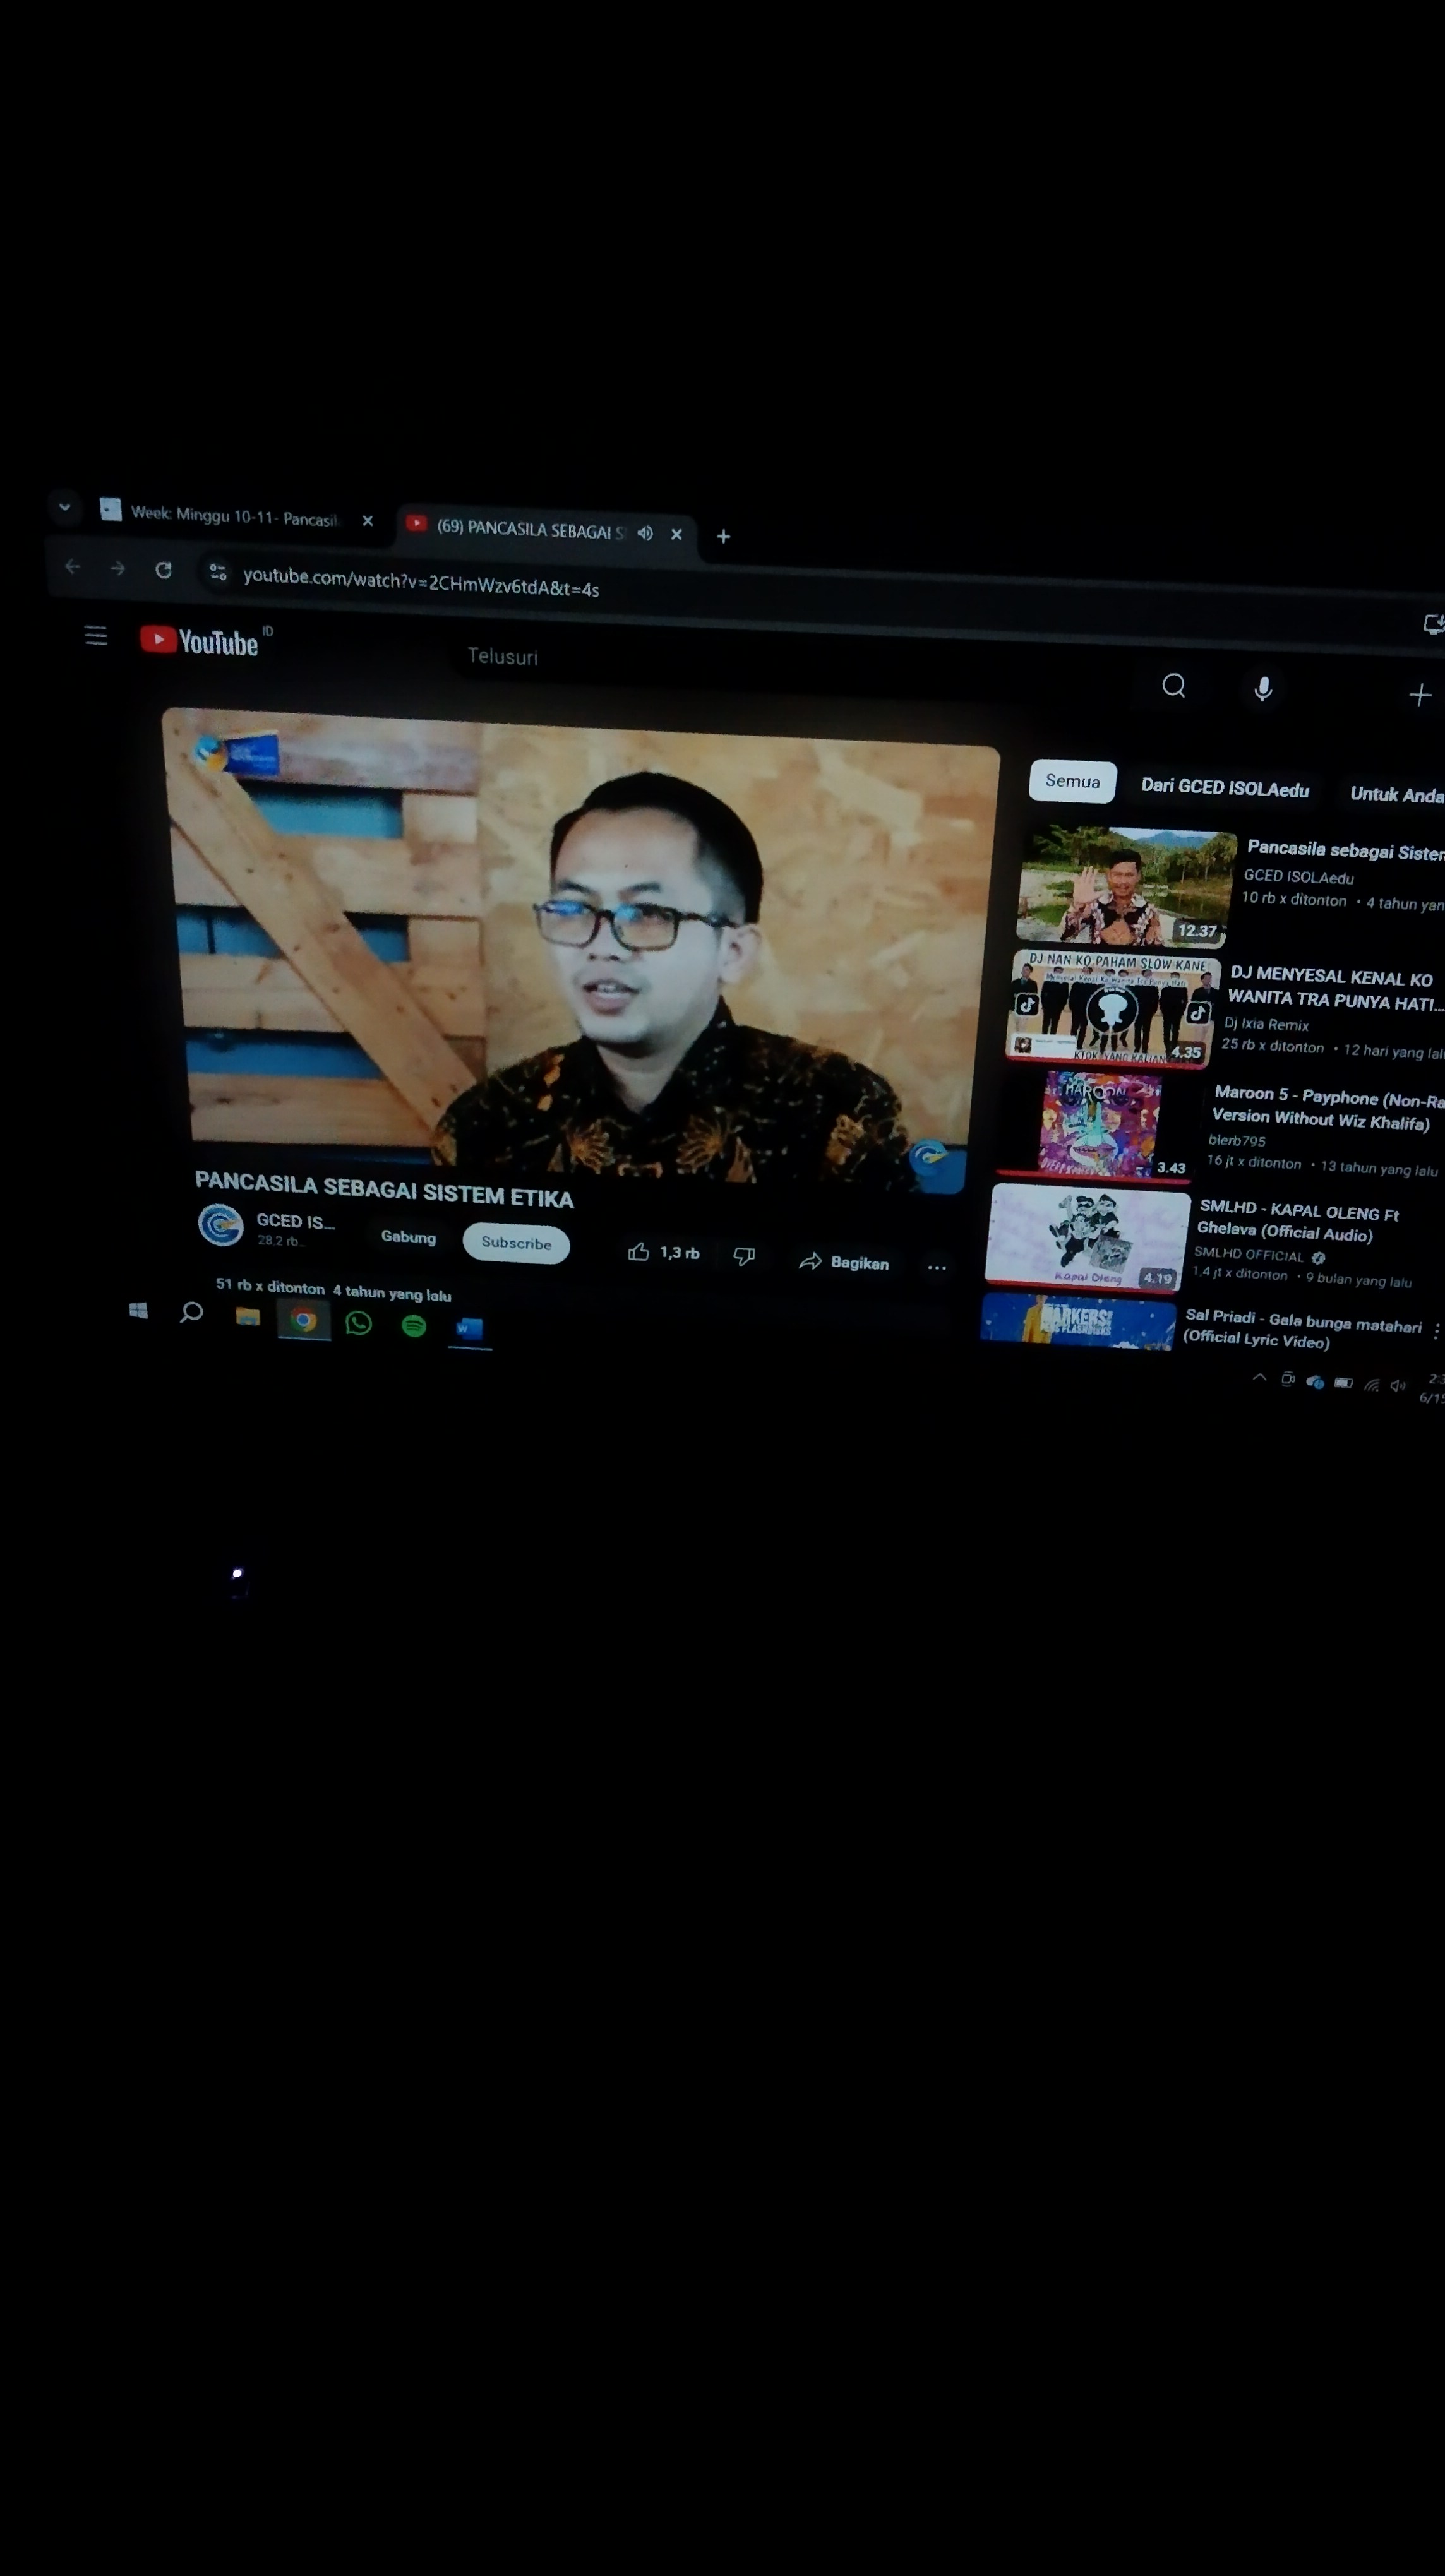 Week: Minggu 10-11- Pancasil
(69) PANCASILA SEBAGAI S
youtube.com/watch?v=2CHmWzv6tdA&t=4s
YouTube ID
Telusuri
Semua
Dari GCED ISOLAedu
Untuk Anda
Pancasila sebagai Sister
GCED ISOLAedu
10 rb x ditonton • 4 tahun yan
12.37
DJ NAN KO PAHAM SLOW KANE
4.35
DJ MENYESAL KENAL KO
WANITA TRA PUNYA HATI...
Dj Ixia Remix
25 rb x ditonton • 12 hari yang lalu
MAROON
3.43
Maroon 5 - Payphone (Non-Ra
Version Without Wiz Khalifa)
blerb795
16 jt x ditonton • 13 tahun yang lalu
Kapal Oleng
4.19
SMLHD - KAPAL OLENG Ft
Ghelava (Official Audio)
SMLHD OFFICIAL
1,4 jt x ditonton • 9 bulan yang lalu
Sal Priadi - Gala bunga matahari
(Official Lyric Video)
PANCASILA SEBAGAI SISTEM ETIKA
GCED IS...
28.2 rb...
Gabung
Subscribe
1,3 rb
Bagikan
51 rb x ditonton 4 tahun yang lalu
W
2:3
6/15